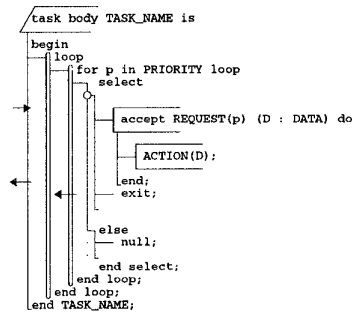 task body TASK_NAME is
begin
loop
for p in PRIORITY loop
select
accept REQUEST(p) (D : DATA) do
ACTION(D);
end;
exit;
else
null;
end select;
end loop;
end loop;
end TASK_NAME;